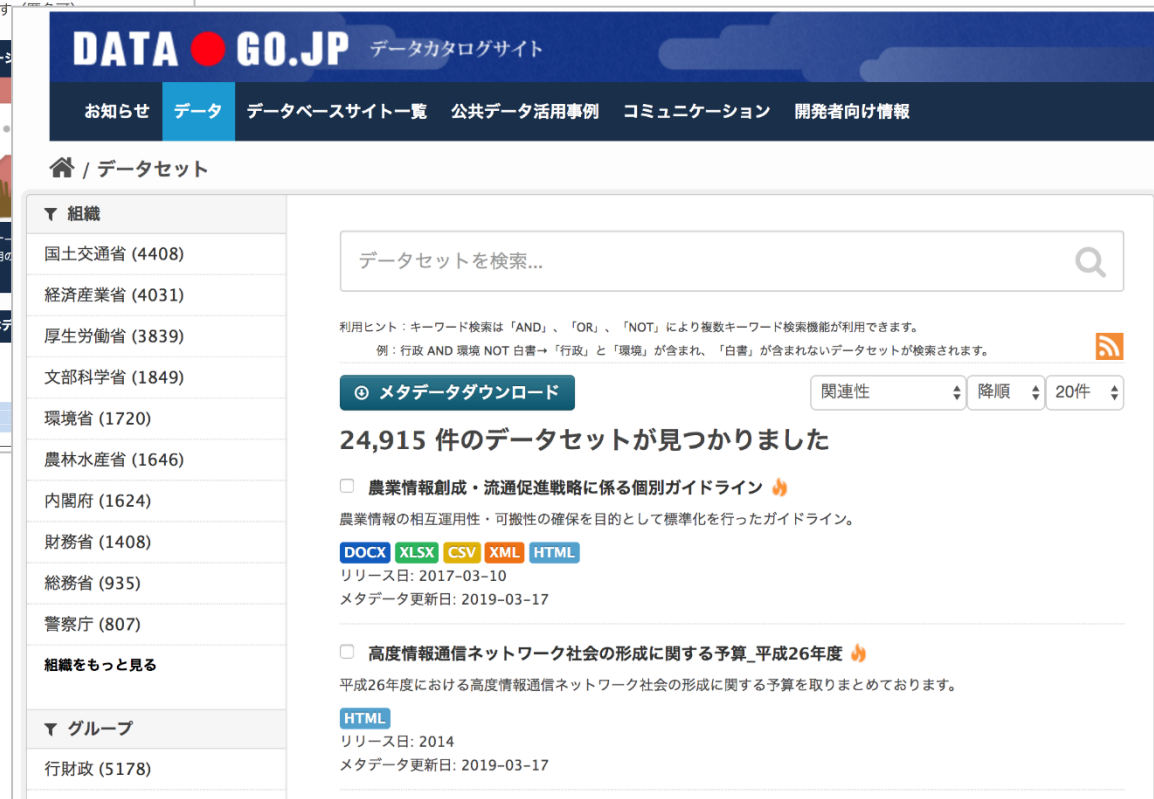 DATA GO.JP データカタログサイト
お知らせ データ データベースサイト一覧 公共データ活用事例 コミュニケーション 開発者向け情報
/ データセット
組織
国土交通省 (4408)
経済産業省 (4031)
厚生労働省 (3839)
文部科学省 (1849)
環境省 (1720)
農林水産省 (1646)
内閣府 (1624)
財務省 (1408)
総務省 (935)
警察庁 (807)
組織をもっと見る
グループ
行財政 (5178)
データセットを検索...
利用ヒント：キーワード検索は「AND」、「OR」、「NOT」により複数キーワード検索機能が利用できます。
例：行政 AND 環境 NOT 白書→「行政」と「環境」が含まれ、「白書」が含まれないデータセットが検索されます。
メタデータダウンロード 関連性 降順 20件
24,915 件のデータセットが見つかりました
農業情報創成・流通促進戦略に係る個別ガイドライン
農業情報の相互運用性・可搬性の確保を目的として標準化を行ったガイドライン。
DOCX XLSX CSV XML HTML
リリース日: 2017-03-10
メタデータ更新日: 2019-03-17
高度情報通信ネットワーク社会の形成に関する予算_平成26年度
平成26年度における高度情報通信ネットワーク社会の形成に関する予算を取りまとめております。
HTML
リリース日: 2014
メタデータ更新日: 2019-03-17